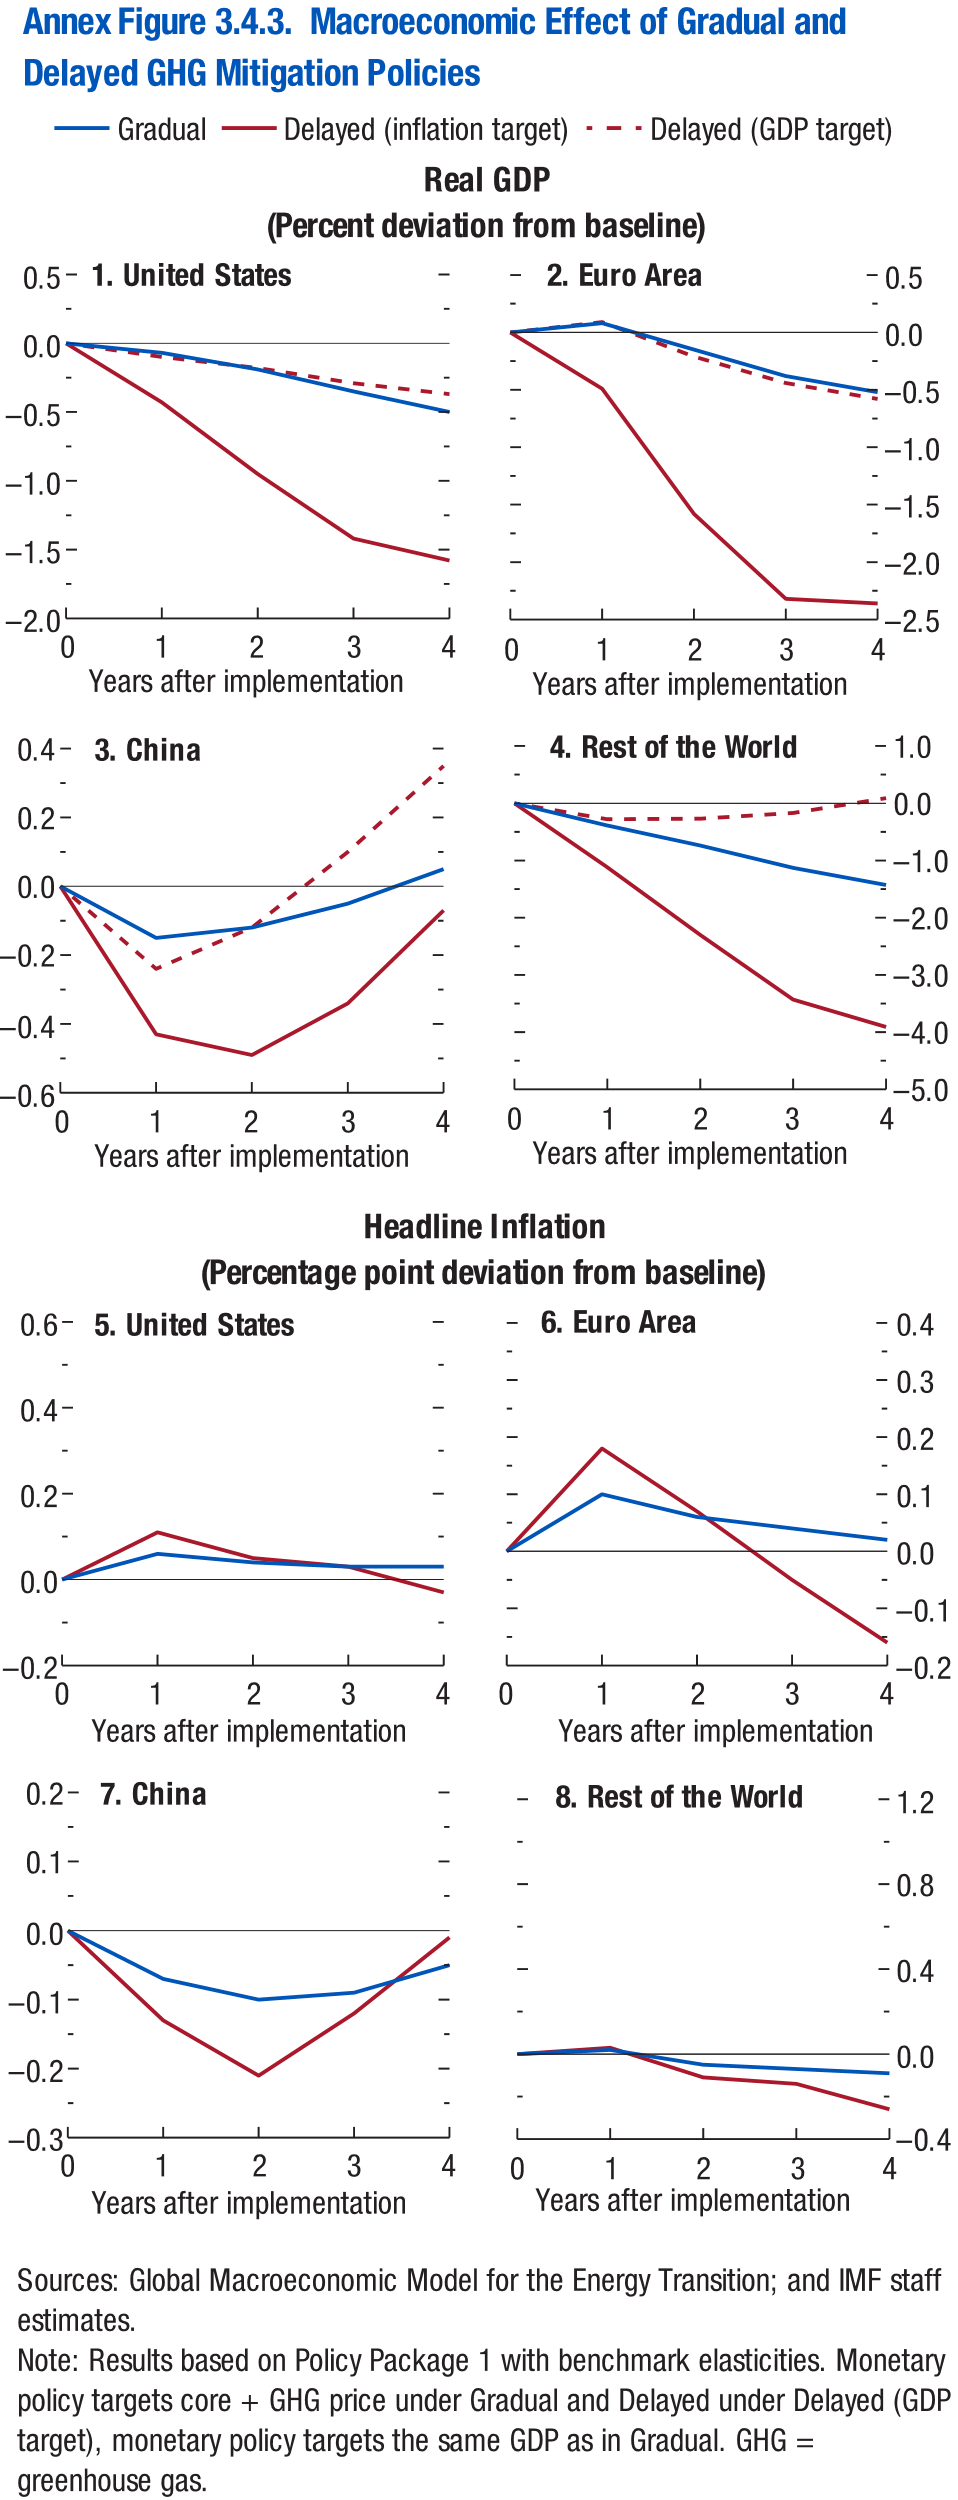 Annex Figure 3.4.3. Macroeconomic Effect of Gradual and
Delayed GHG Mitigation Policies
Gradual Delayed (inflation target) Delayed (GDP target)
Real GDP
(Percent deviation from baseline)
1. United States
0.5
0.0
–0.5
–1.0
–1.5
–2.0
0 1 2 3 4
Years after implementation
2. Euro Area
0.5
0.0
–0.5
–1.0
–1.5
–2.0
–2.5
0 1 2 3 4
Years after implementation
3. China
0.4
0.2
0.0
–0.2
–0.4
–0.6
0 1 2 3 4
Years after implementation
4. Rest of the World
1.0
0.0
–1.0
–2.0
–3.0
–4.0
–5.0
0 1 2 3 4
Years after implementation
Headline Inflation
(Percentage point deviation from baseline)
5. United States
0.6
0.4
0.2
0.0
–0.2
0 1 2 3 4
Years after implementation
6. Euro Area
0.4
0.3
0.2
0.1
0.0
–0.1
–0.2
0 1 2 3 4
Years after implementation
7. China
0.2
0.1
0.0
–0.1
–0.2
–0.3
0 1 2 3 4
Years after implementation
8. Rest of the World
1.2
0.8
0.4
0.0
–0.4
0 1 2 3 4
Years after implementation
Sources: Global Macroeconomic Model for the Energy Transition; and IMF staff
estimates.
Note: Results based on Policy Package 1 with benchmark elasticities. Monetary
policy targets core + GHG price under Gradual and Delayed under Delayed (GDP
target), monetary policy targets the same GDP as in Gradual. GHG =
greenhouse gas.